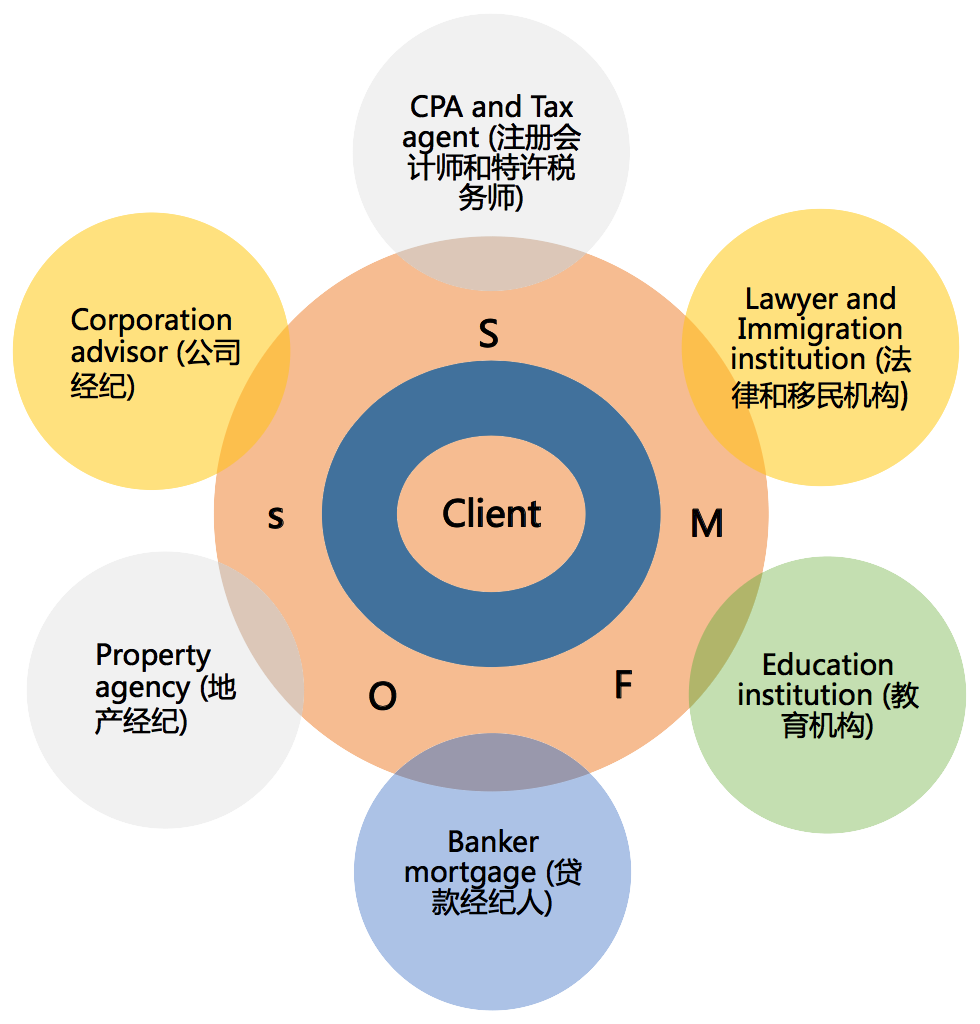 CPA and Tax
agent (注册会
计师和特许税
务师)
Corporation
advisor (公司
经纪)
Lawyer and
Immigration
institution (法
律和移民机构)
S
s
Client
M
Property
agency (地
产经纪)
O
F
Education
institution (教
育机构)
Banker
mortgage (贷
款经纪人)